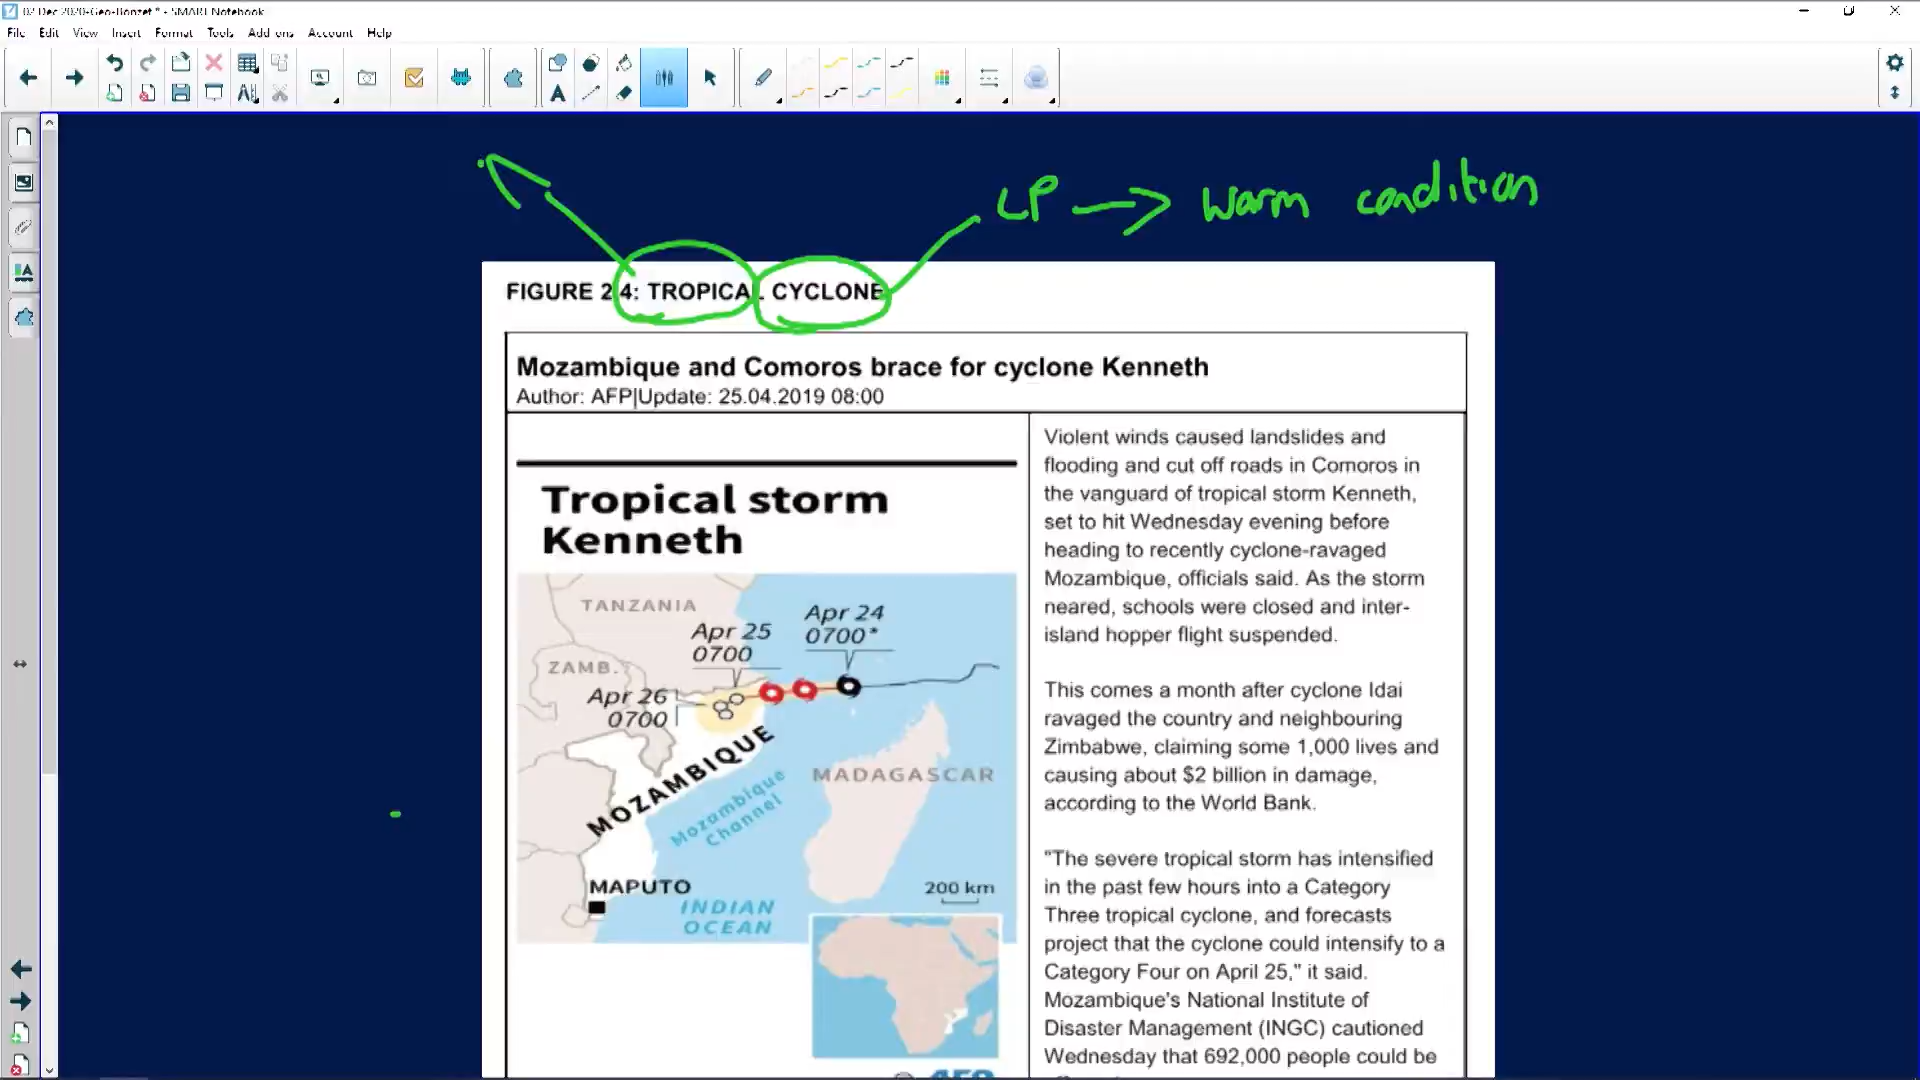 02 Dec 2020+Geo+Bonzet * - SMART Notebook
File Edit View Insert Format Tools Add-ons Account Help
LP → warm condition
FIGURE 2.4: TROPICAL CYCLONE
Mozambique and Comoros brace for cyclone Kenneth
Author: AFP|Update: 25.04.2019 08:00
Tropical storm
Kenneth
TANZANIA
Apr 24
0700*
Apr 25
0700
ZAMB.
Apr 26
0700
MOZAMBIQUE
Mozambique
Channel
MADAGASCAR
MAPUTO
200 km
INDIAN
OCEAN
Violent winds caused landslides and
flooding and cut off roads in Comoros in
the vanguard of tropical storm Kenneth,
set to hit Wednesday evening before
heading to recently cyclone-ravaged
Mozambique, officials said. As the storm
neared, schools were closed and inter-
island hopper flight suspended.
This comes a month after cyclone Idai
ravaged the country and neighbouring
Zimbabwe, claiming some 1,000 lives and
causing about $2 billion in damage,
according to the World Bank.
"The severe tropical storm has intensified
in the past few hours into a Category
Three tropical cyclone, and forecasts
project that the cyclone could intensify to a
Category Four on April 25," it said.
Mozambique's National Institute of
Disaster Management (INGC) cautioned
Wednesday that 692,000 people could be